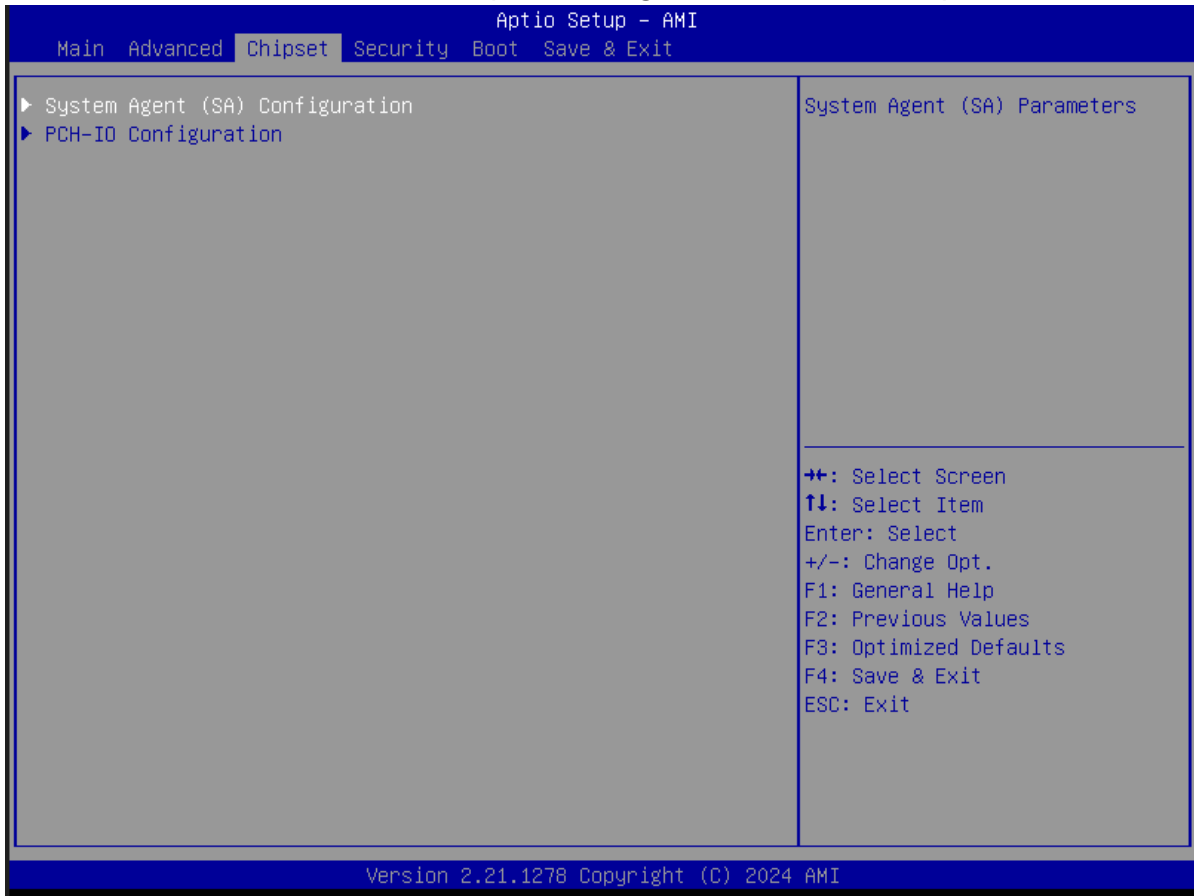 Aptio Setup – AMI
Main Advanced Chipset Security Boot Save & Exit
▶ System Agent (SA) Configuration
▶ PCH-IO Configuration
System Agent (SA) Parameters
→←: Select Screen
↑↓: Select Item
Enter: Select
+/-: Change Opt.
F1: General Help
F2: Previous Values
F3: Optimized Defaults
F4: Save & Exit
ESC: Exit
Version 2.21.1278 Copyright (C) 2024 AMI